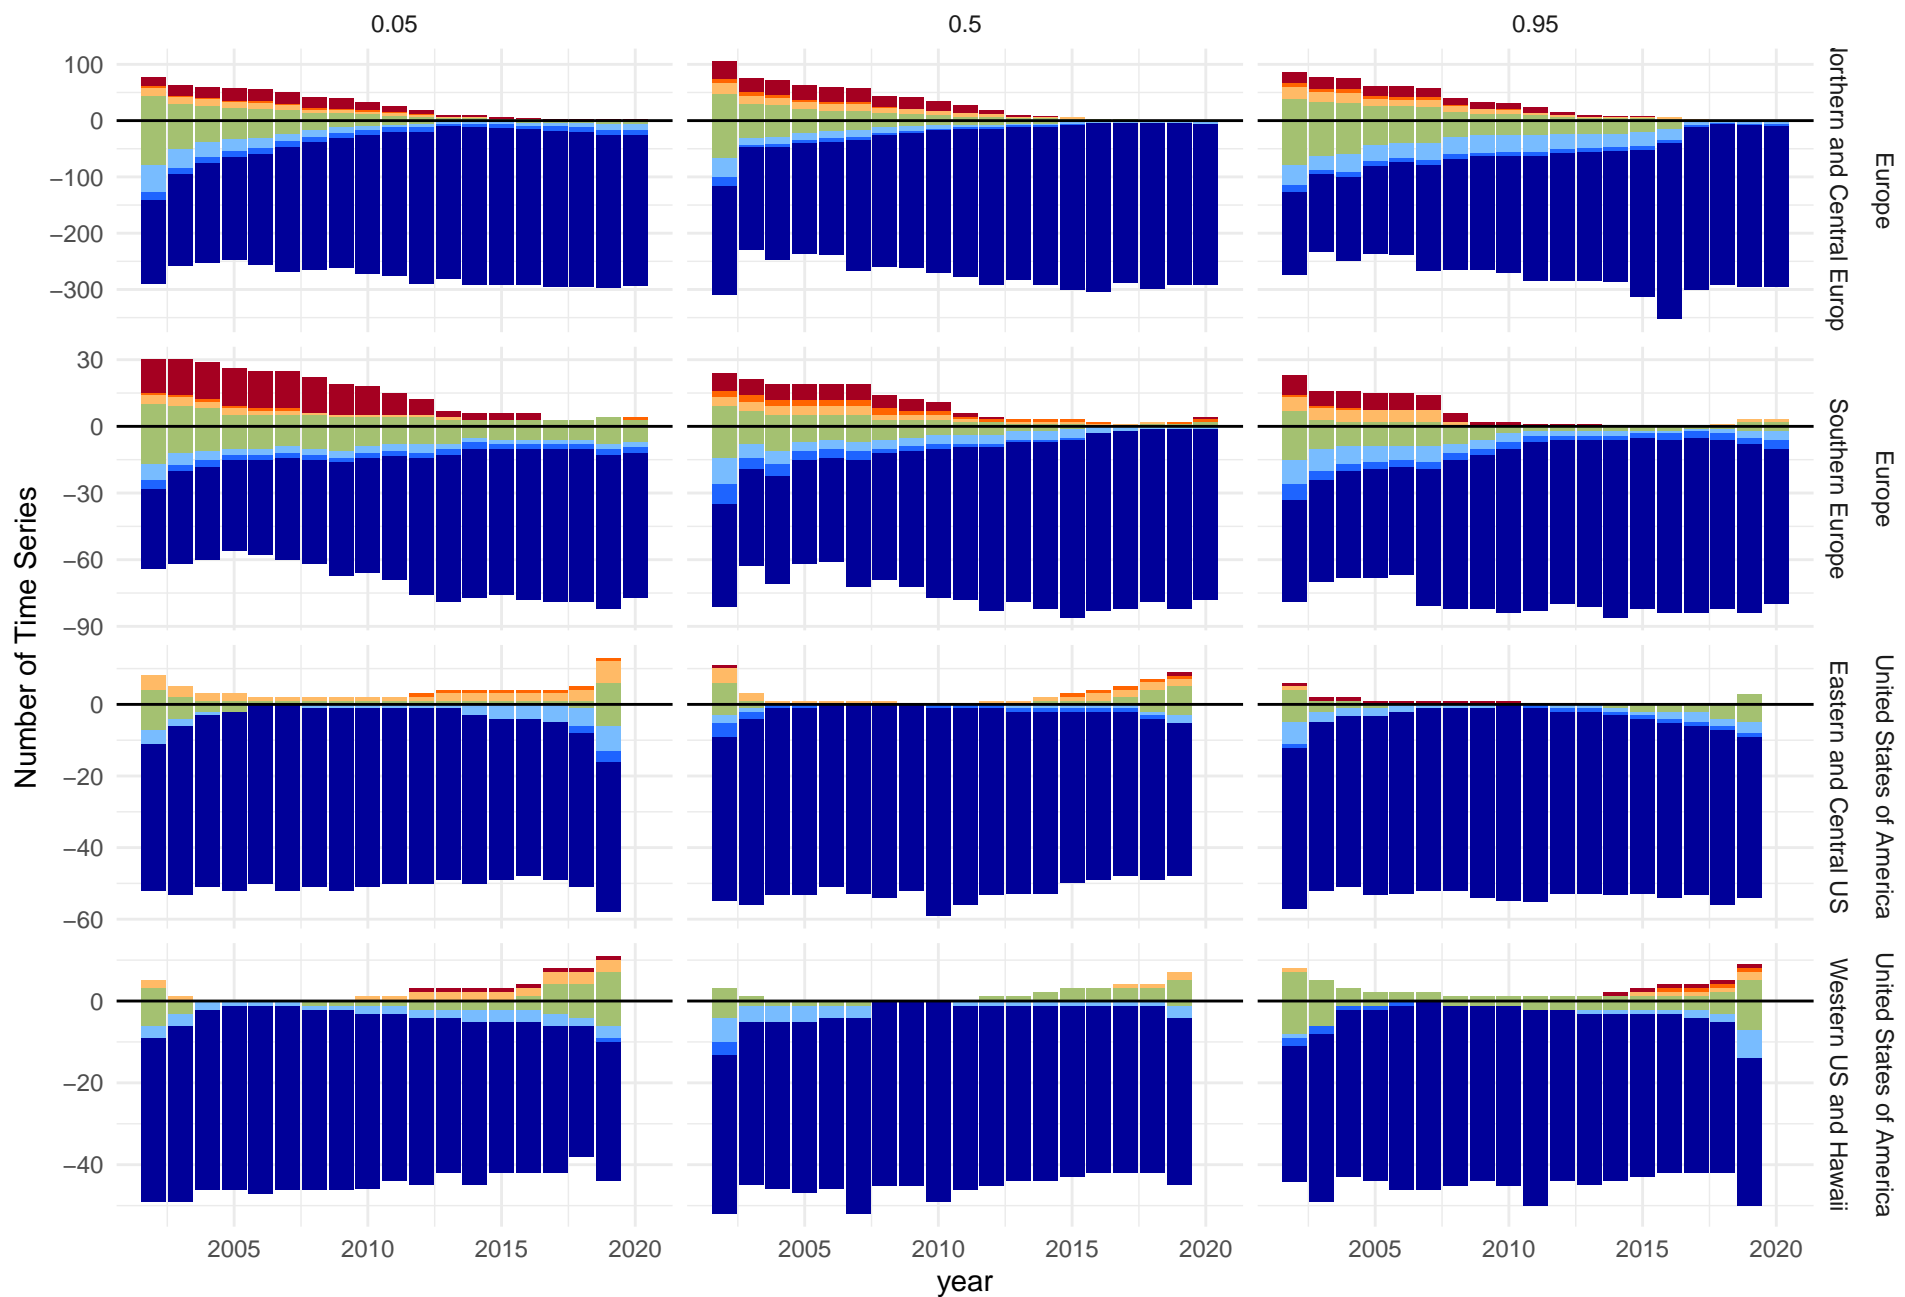 0.05 0.5 0.95
100
0
−100
−200
−300
Northern and Central Europ
Europe
30
0
−30
−60
−90
Southern Europe
Europe
0
−20
−40
−60
Eastern and Central US
United States of America
0
−20
−40
Western US and Hawaii
United States of America
Number of Time Series
2005 2010 2015 2020 2005 2010 2015 2020 2005 2010 2015 2020
year